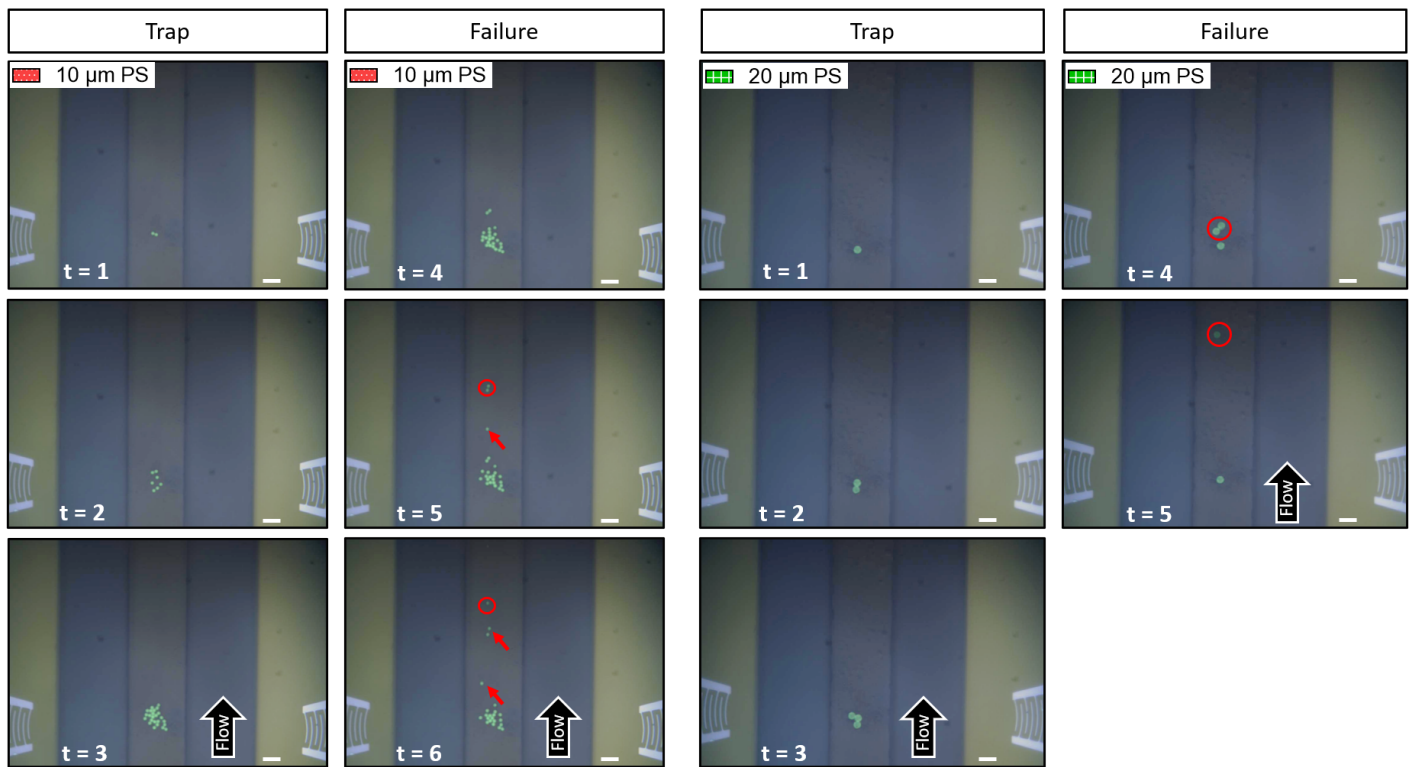 Trap
Failure
Trap
Failure
10 µm PS
10 µm PS
20 µm PS
20 µm PS
t = 1
t = 4
t = 1
t = 4
t = 2
t = 5
t = 2
t = 5
Flow
t = 3
Flow
t = 6
Flow
t = 3
Flow